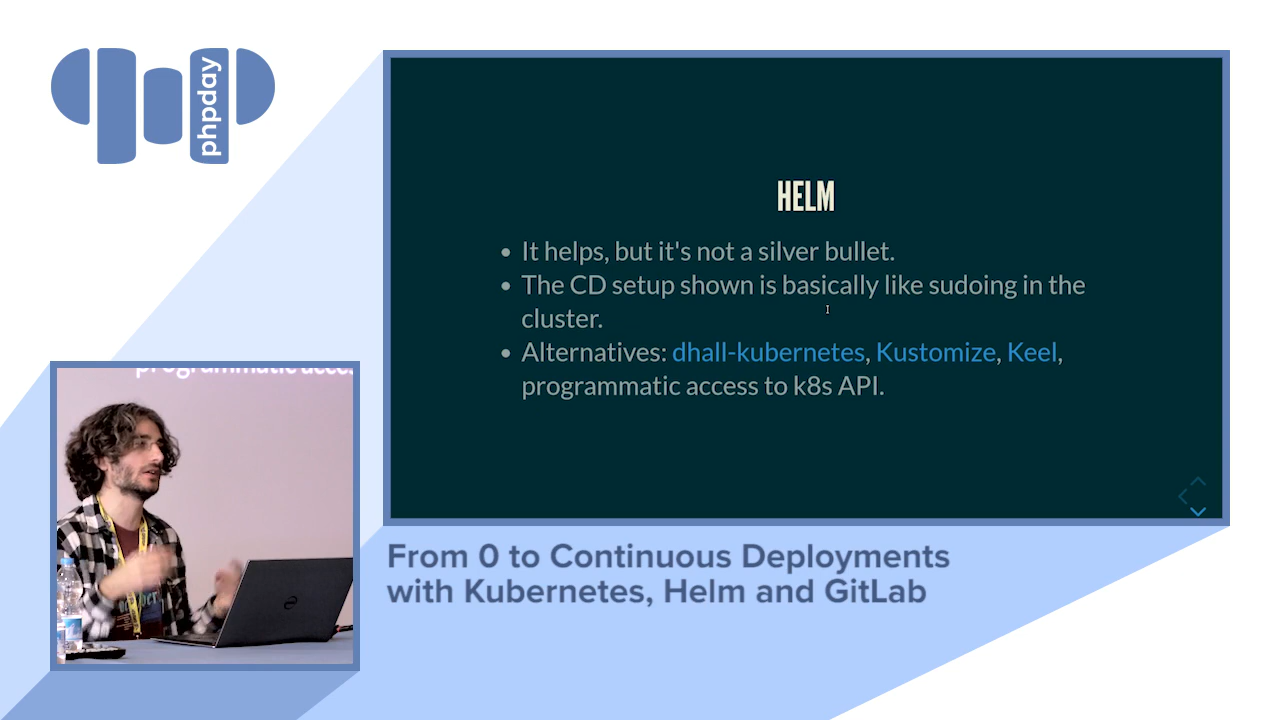 phpday
HELM
It helps, but it's not a silver bullet.
The CD setup shown is basically like sudoing in the
cluster.
Alternatives: dhall-kubernetes, Kustomize, Keel,
programmatic access to k8s API.
programmatic acces
From 0 to Continuous Deployments
with Kubernetes, Helm and GitLab